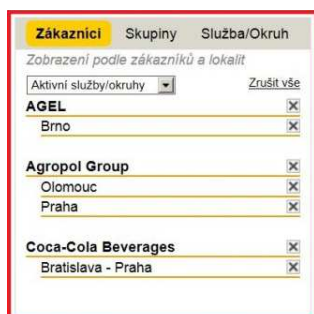 Zákazníci Skupiny Služba/Okruh
Zobrazení podle zákazníků a lokalit
Aktivní služby/okruhy Zrušit vše
AGEL
Brno
Agropol Group
Olomouc
Praha
Coca-Cola Beverages
Bratislava - Praha